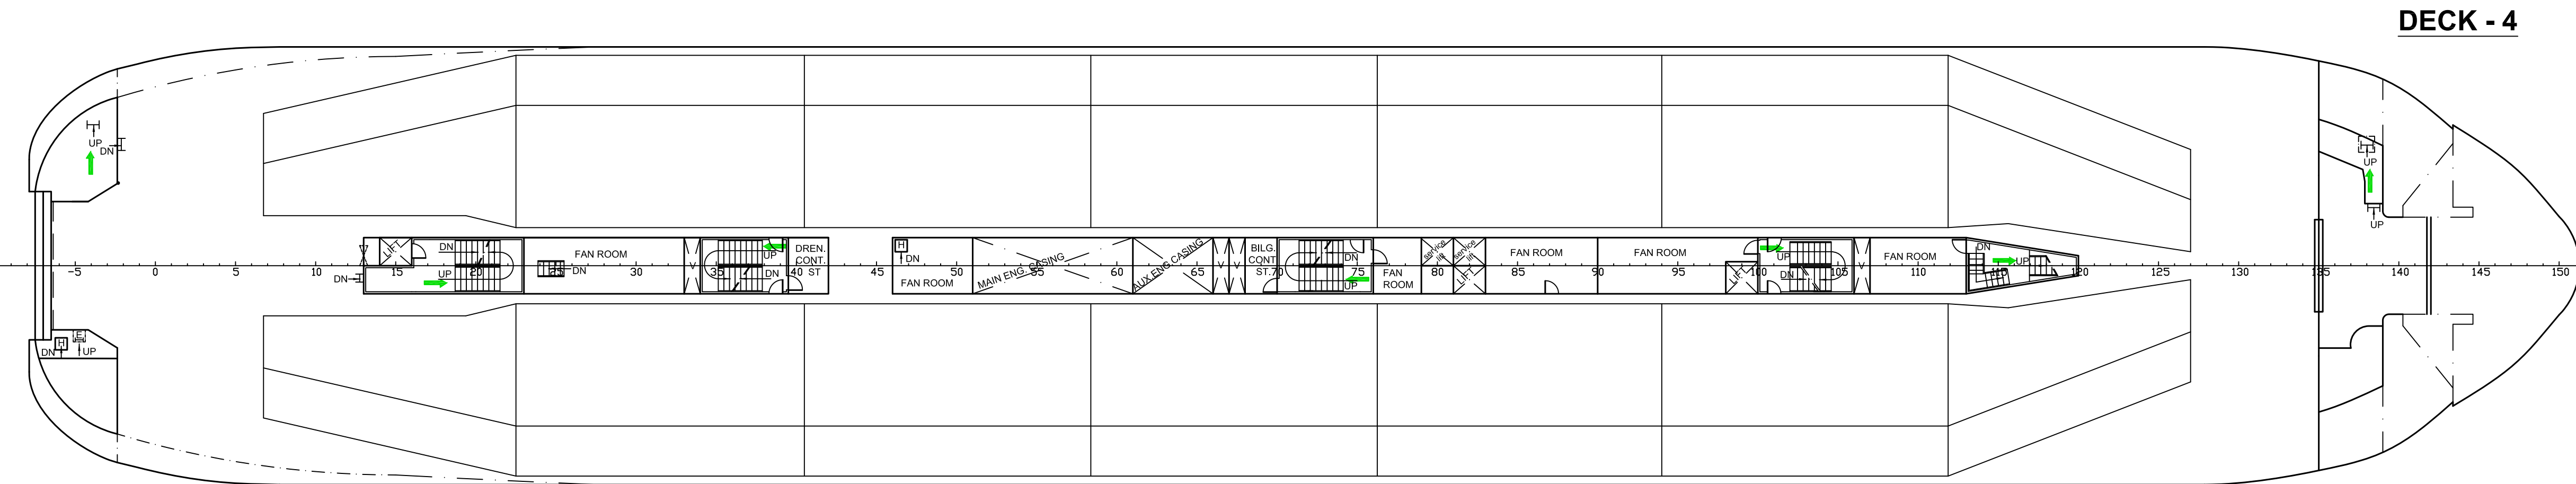 DECK - 4
UP
DN
UP
UP
LIFT
DN
UP
DN
FAN ROOM
DN
V
UP
DN
DREN.
CONT.
ST
H
DN
FAN ROOM
MAIN ENG. CASING
AUX ENG.CASING
V
V
BILG.
CONT.
ST.
DN
UP
FAN
ROOM
service
lift
service
lift
LIFT
FAN ROOM
FAN ROOM
LIFT
UP
DN
V
FAN ROOM
DN
UP
-5 0 5 10 15 20 25 30 35 40 45 50 55 60 65 70 75 80 85 90 95 100 105 110 115 120 125 130 135 140 145 150
E
H
DN
UP